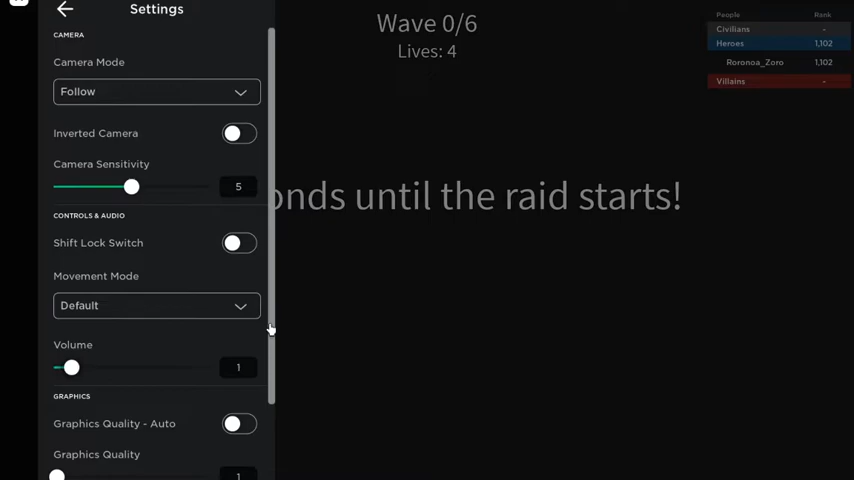 Settings
CAMERA
Camera Mode
Follow
Inverted Camera
Camera Sensitivity
5
CONTROLS & AUDIO
Shift Lock Switch
Movement Mode
Default
Volume
1
GRAPHICS
Graphics Quality - Auto
Graphics Quality
1
Wave 0/6
Lives: 4
onds until the raid starts!
People Rank
Civilians -
Heroes 1,102
Roronoa_Zoro 1,102
Villains -